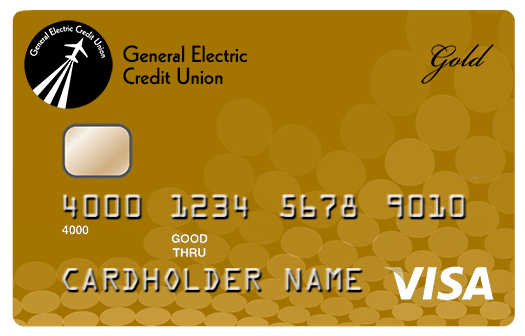 General Electric Credit Union
General Electric
Credit Union
Gold
4000 1234 5678 9010
4000
GOOD
THRU
CARDHOLDER NAME
VISA